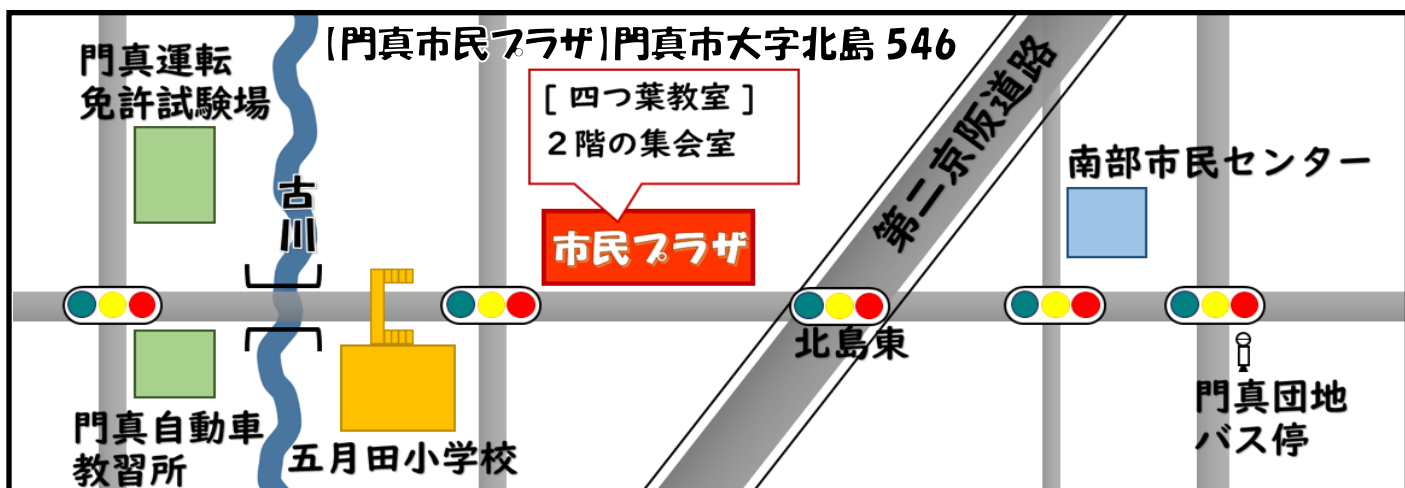 【門真市民プラザ】門真市大字北島 546
門真運転
免許試験場
[ 四つ葉教室 ]
２階の集会室
第二京阪道路
南部市民センター
古川
市民プラザ
北島東
門真団地
バス停
門真自動車
教習所
五月田小学校